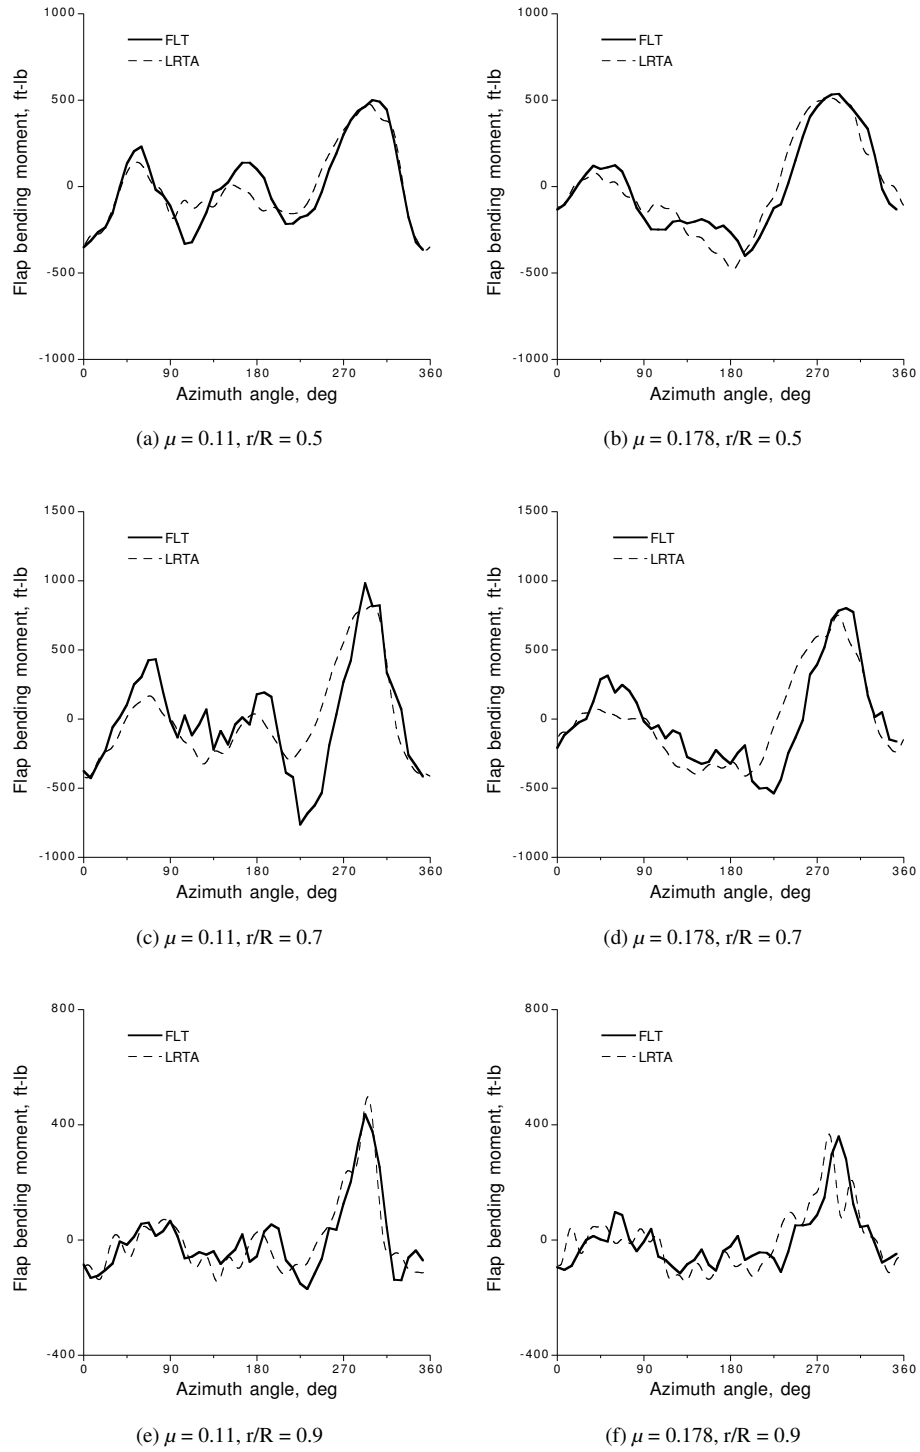 1000
500
0
-500
-1000
Flap bending moment, ft-lb
FLT
LRTA
0 90 180 270 360
Azimuth angle, deg
(a) μ = 0.11, r/R = 0.5
1000
500
0
-500
-1000
Flap bending moment, ft-lb
FLT
LRTA
0 90 180 270 360
Azimuth angle, deg
(b) μ = 0.178, r/R = 0.5
1500
1000
500
0
-500
-1000
Flap bending moment, ft-lb
FLT
LRTA
0 90 180 270 360
Azimuth angle, deg
(c) μ = 0.11, r/R = 0.7
1500
1000
500
0
-500
-1000
Flap bending moment, ft-lb
FLT
LRTA
0 90 180 270 360
Azimuth angle, deg
(d) μ = 0.178, r/R = 0.7
800
400
0
-400
Flap bending moment, ft-lb
FLT
LRTA
0 90 180 270 360
Azimuth angle, deg
(e) μ = 0.11, r/R = 0.9
800
400
0
-400
Flap bending moment, ft-lb
FLT
LRTA
0 90 180 270 360
Azimuth angle, deg
(f) μ = 0.178, r/R = 0.9